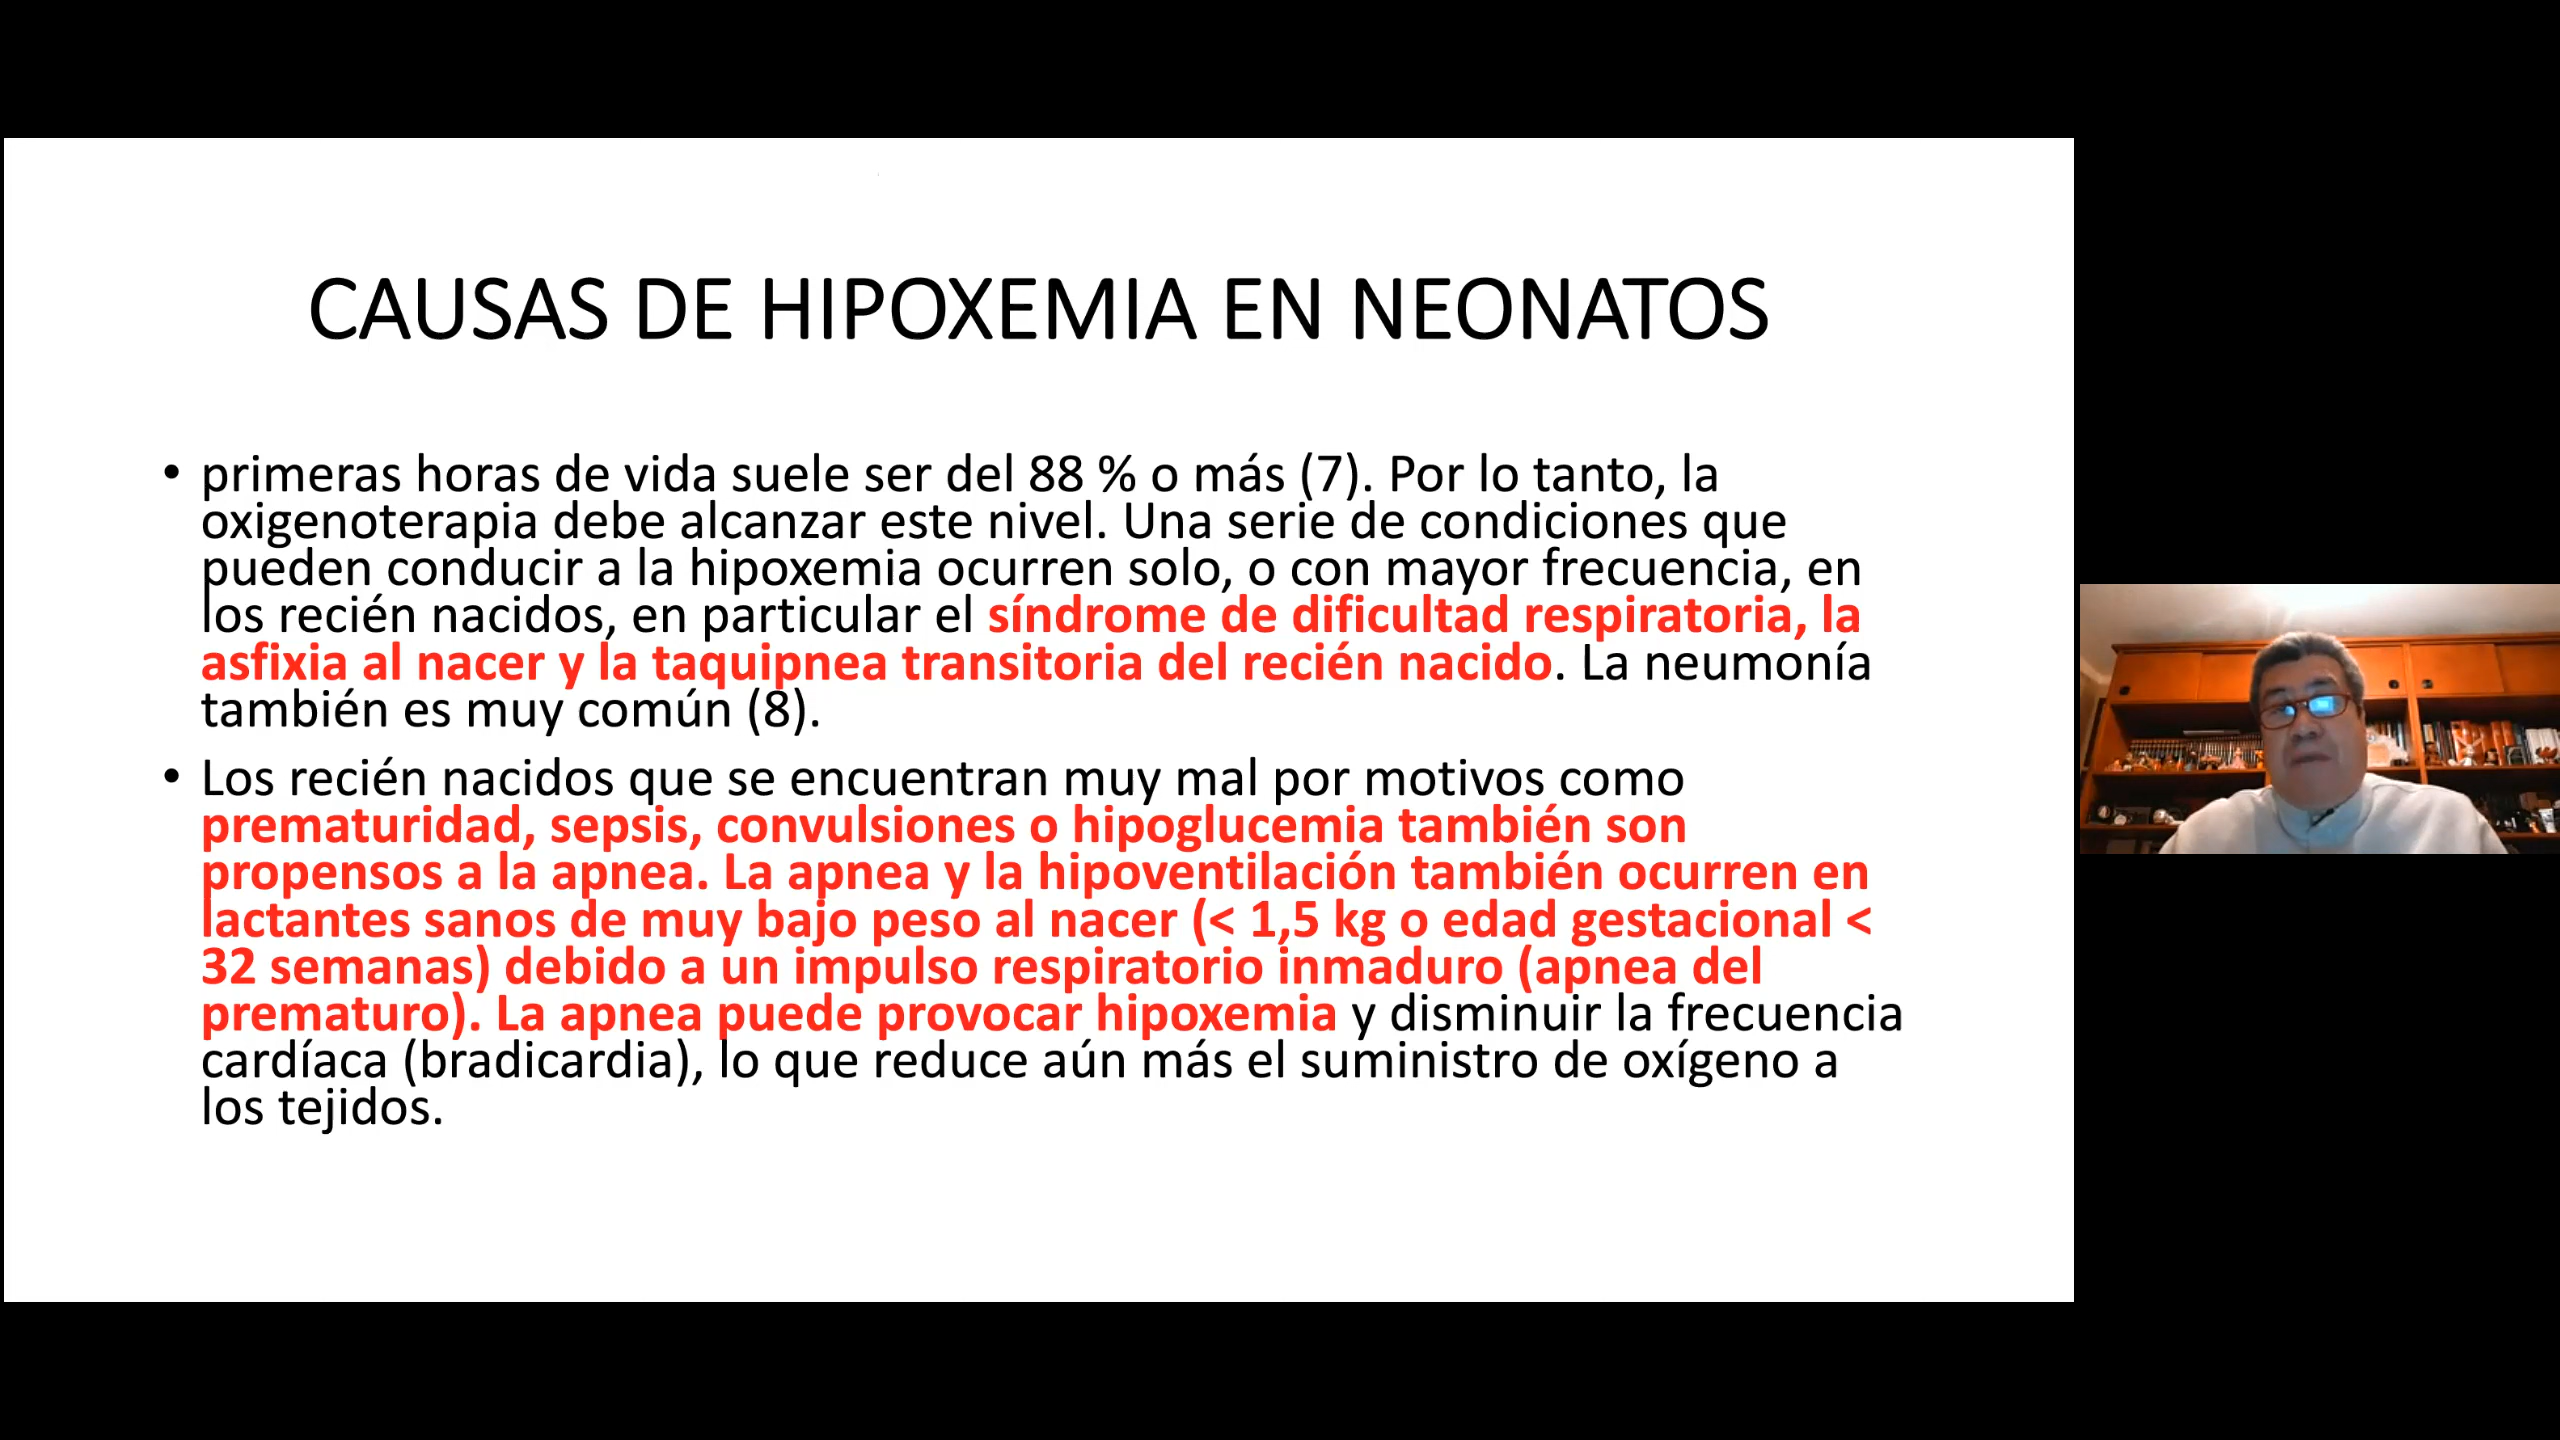 CAUSAS DE HIPOXEMIA EN NEONATOS
• primeras horas de vida suele ser del 88 % o más (7). Por lo tanto, la
oxigenoterapia debe alcanzar este nivel. Una serie de condiciones que
pueden conducir a la hipoxemia ocurren solo, o con mayor frecuencia, en
los recién nacidos, en particular el síndrome de dificultad respiratoria, la
asfixia al nacer y la taquipnea transitoria del recién nacido. La neumonía
también es muy común (8).
• Los recién nacidos que se encuentran muy mal por motivos como
prematuridad, sepsis, convulsiones o hipoglucemia también son
propensos a la apnea. La apnea y la hipoventilación también ocurren en
lactantes sanos de muy bajo peso al nacer (< 1,5 kg o edad gestacional <
32 semanas) debido a un impulso respiratorio inmaduro (apnea del
prematuro). La apnea puede provocar hipoxemia y disminuir la frecuencia
cardíaca (bradicardia), lo que reduce aún más el suministro de oxígeno a
los tejidos.